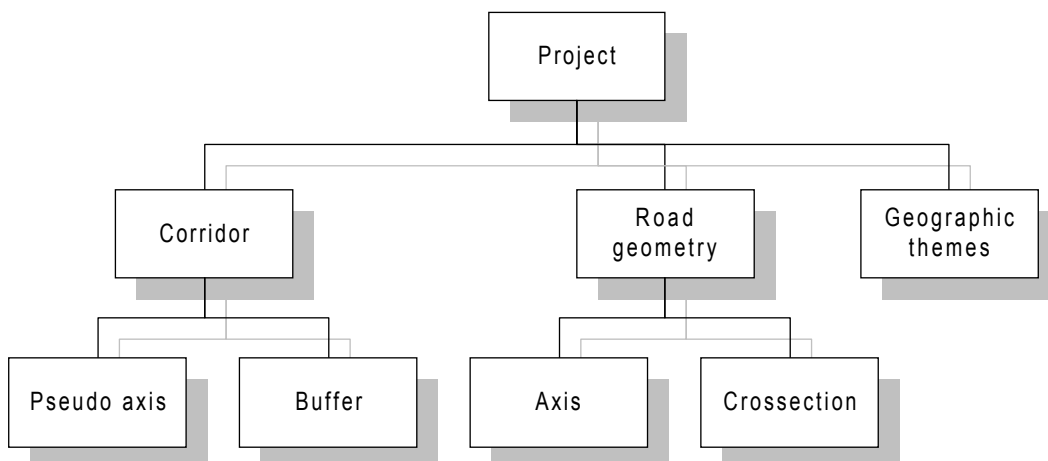 Project
Corridor
Road
geometry
Geographic
themes
Pseudo axis
Buffer
Axis
Crossection